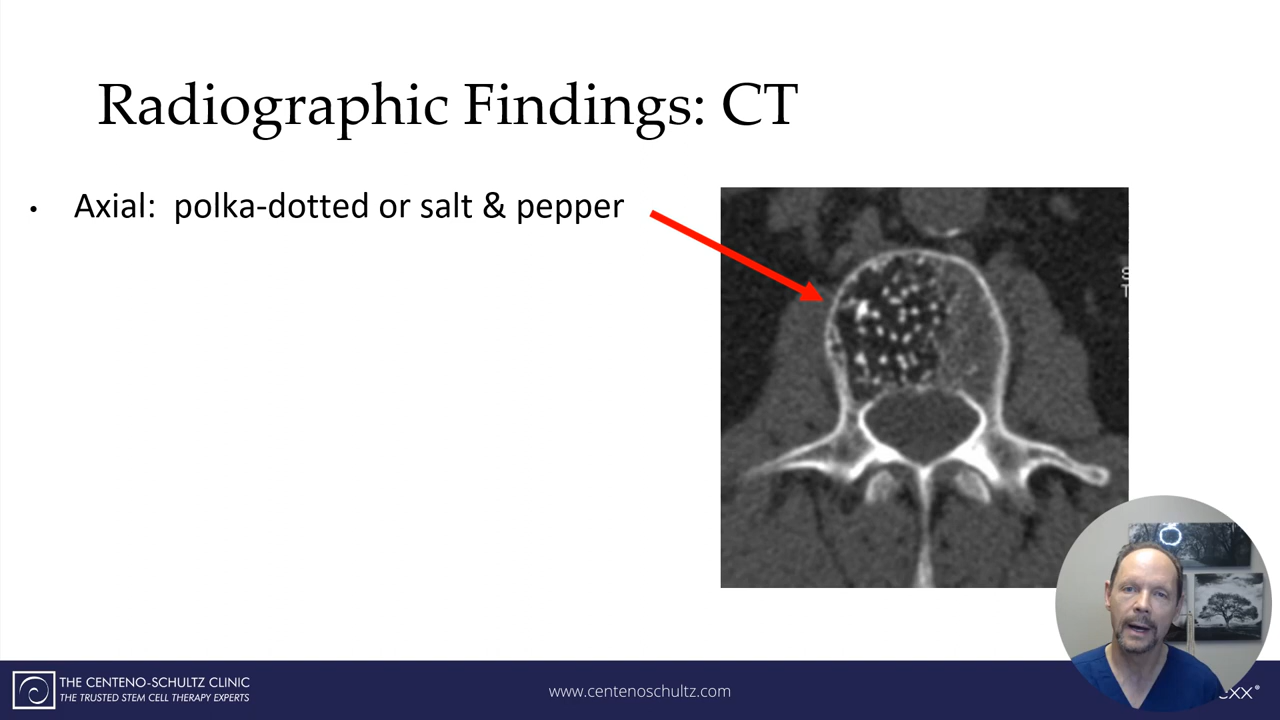 Radiographic Findings: CT
• Axial: polka-dotted or salt & pepper
S
T
THE CENTENO-SCHULTZ CLINIC
THE TRUSTED STEM CELL THERAPY EXPERTS
www.centenoschultz.com
exx®